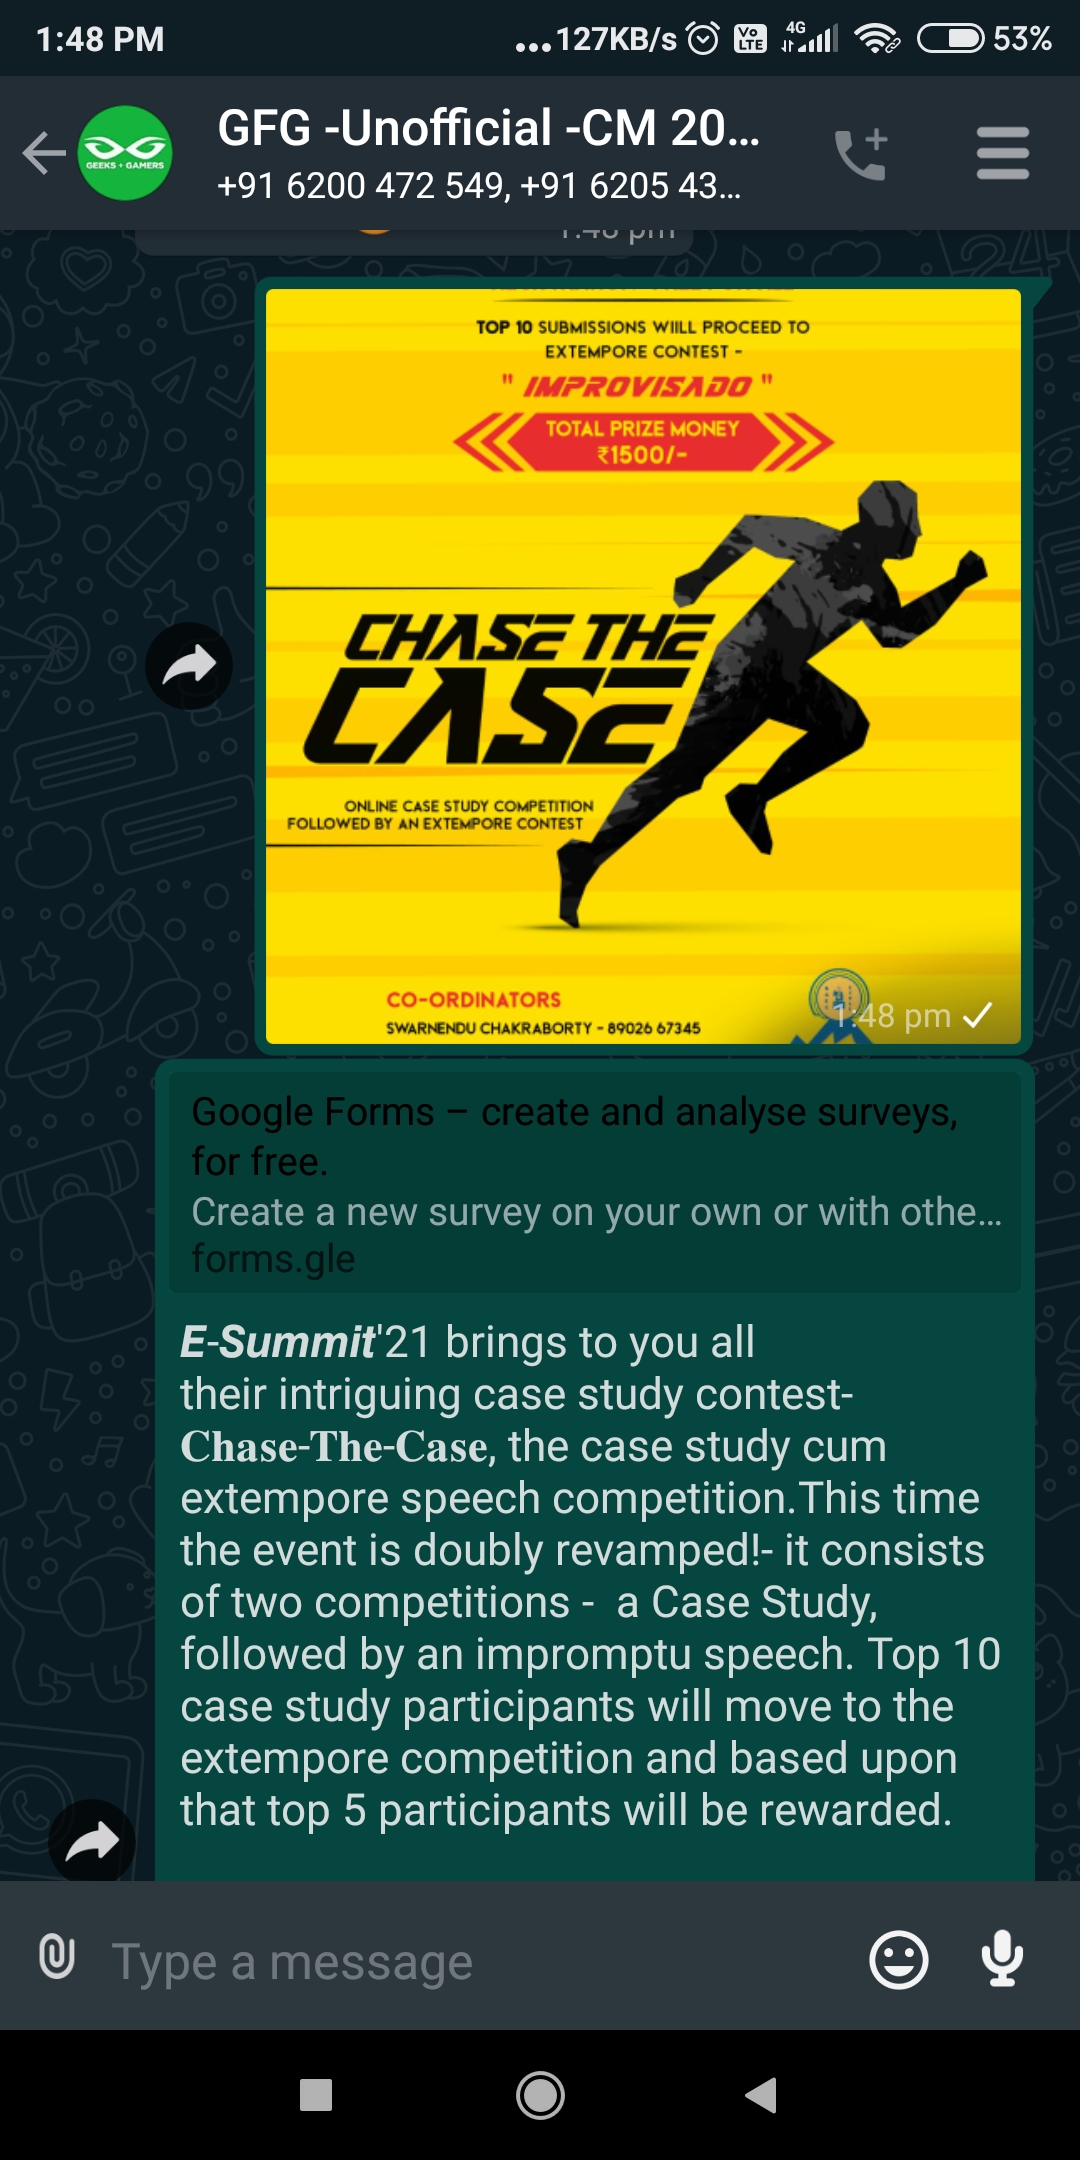 1:48 PM
...127KB/s
Vo
LTE
4G
53%
GFG -Unofficial -CM 20...
+91 6200 472 549, +91 6205 43...
GEEKS + GAMERS
1:48 pm
TOP 10 SUBMISSIONS WIILL PROCEED TO
EXTEMPORE CONTEST -
" IMPROVISADO "
TOTAL PRIZE MONEY
₹1500/-
CHASE THE
CASE
ONLINE CASE STUDY COMPETITION
FOLLOWED BY AN EXTEMPORE CONTEST
CO-ORDINATORS
SWARNENDU CHAKRABORTY - 89026 67345
1:48 pm
Google Forms – create and analyse surveys,
for free.
Create a new survey on your own or with othe...
forms.gle
E-Summit'21 brings to you all
their intriguing case study contest-
Chase-The-Case, the case study cum
extempore speech competition.This time
the event is doubly revamped!- it consists
of two competitions -  a Case Study,
followed by an impromptu speech. Top 10
case study participants will move to the
extempore competition and based upon
that top 5 participants will be rewarded.
Type a message